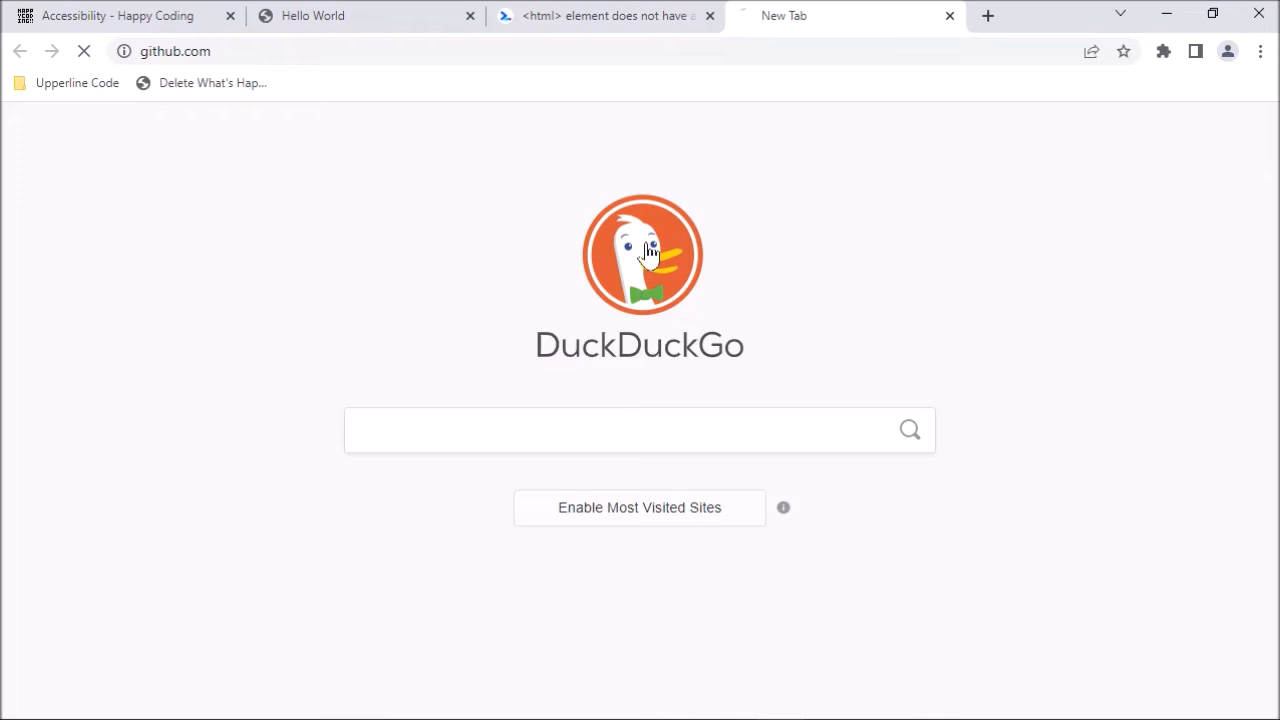 Accessibility - Happy Coding
Hello World
<html> element does not have a
New Tab
github.com
Upperline Code
Delete What's Hap...
DuckDuckGo
Enable Most Visited Sites